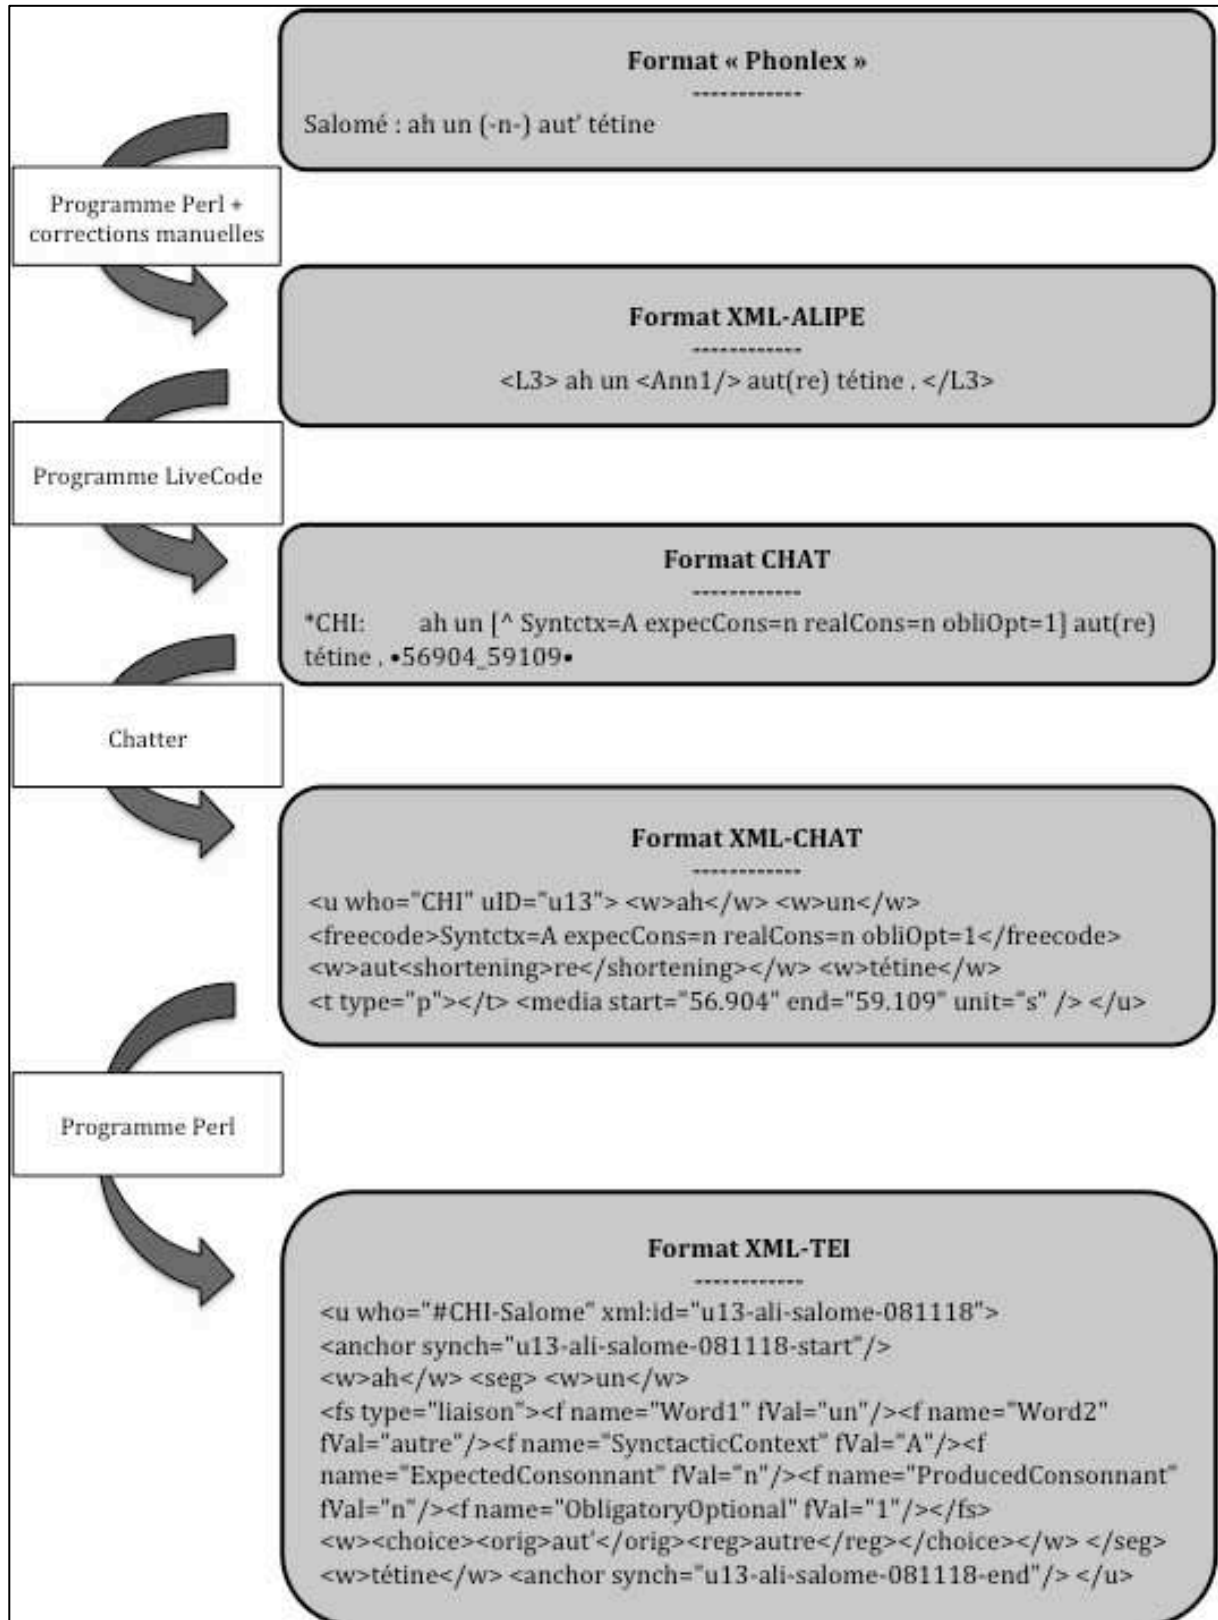 Format « Phonlex »
------------
Salomé : ah un (-n-) aut' tétine
Programme Perl +
corrections manuelles
Format XML-ALIPE
------------
<L3> ah un <Ann1/> aut(re) tétine . </L3>
Programme LiveCode
Format CHAT
------------
*CHI: ah un [^ Syntctx=A expecCons=n realCons=n obliOpt=1] aut(re)
tétine . •56904_59109•
Chatter
Format XML-CHAT
------------
<u who="CHI" uID="u13"> <w>ah</w> <w>un</w>
<freecode>Syntctx=A expecCons=n realCons=n obliOpt=1</freecode>
<w>aut<shortening>re</shortening></w> <w>tétine</w>
<t type="p"></t> <media start="56.904" end="59.109" unit="s" /> </u>
Programme Perl
Format XML-TEI
------------
<u who="#CHI-Salome" xml:id="u13-ali-salome-081118">
<anchor synch="u13-ali-salome-081118-start"/>
<w>ah</w> <seg> <w>un</w>
<fs type="liaison"><f name="Word1" fVal="un"/><f name="Word2"
fVal="autre"/><f name="SynctacticContext" fVal="A"/><f
name="ExpectedConsonnant" fVal="n"/><f name="ProducedConsonnant"
fVal="n"/><f name="ObligatoryOptional" fVal="1"/></fs>
<w><choice><orig>aut'</orig><reg>autre</reg></choice></w> </seg>
<w>tétine</w> <anchor synch="u13-ali-salome-081118-end"/> </u>